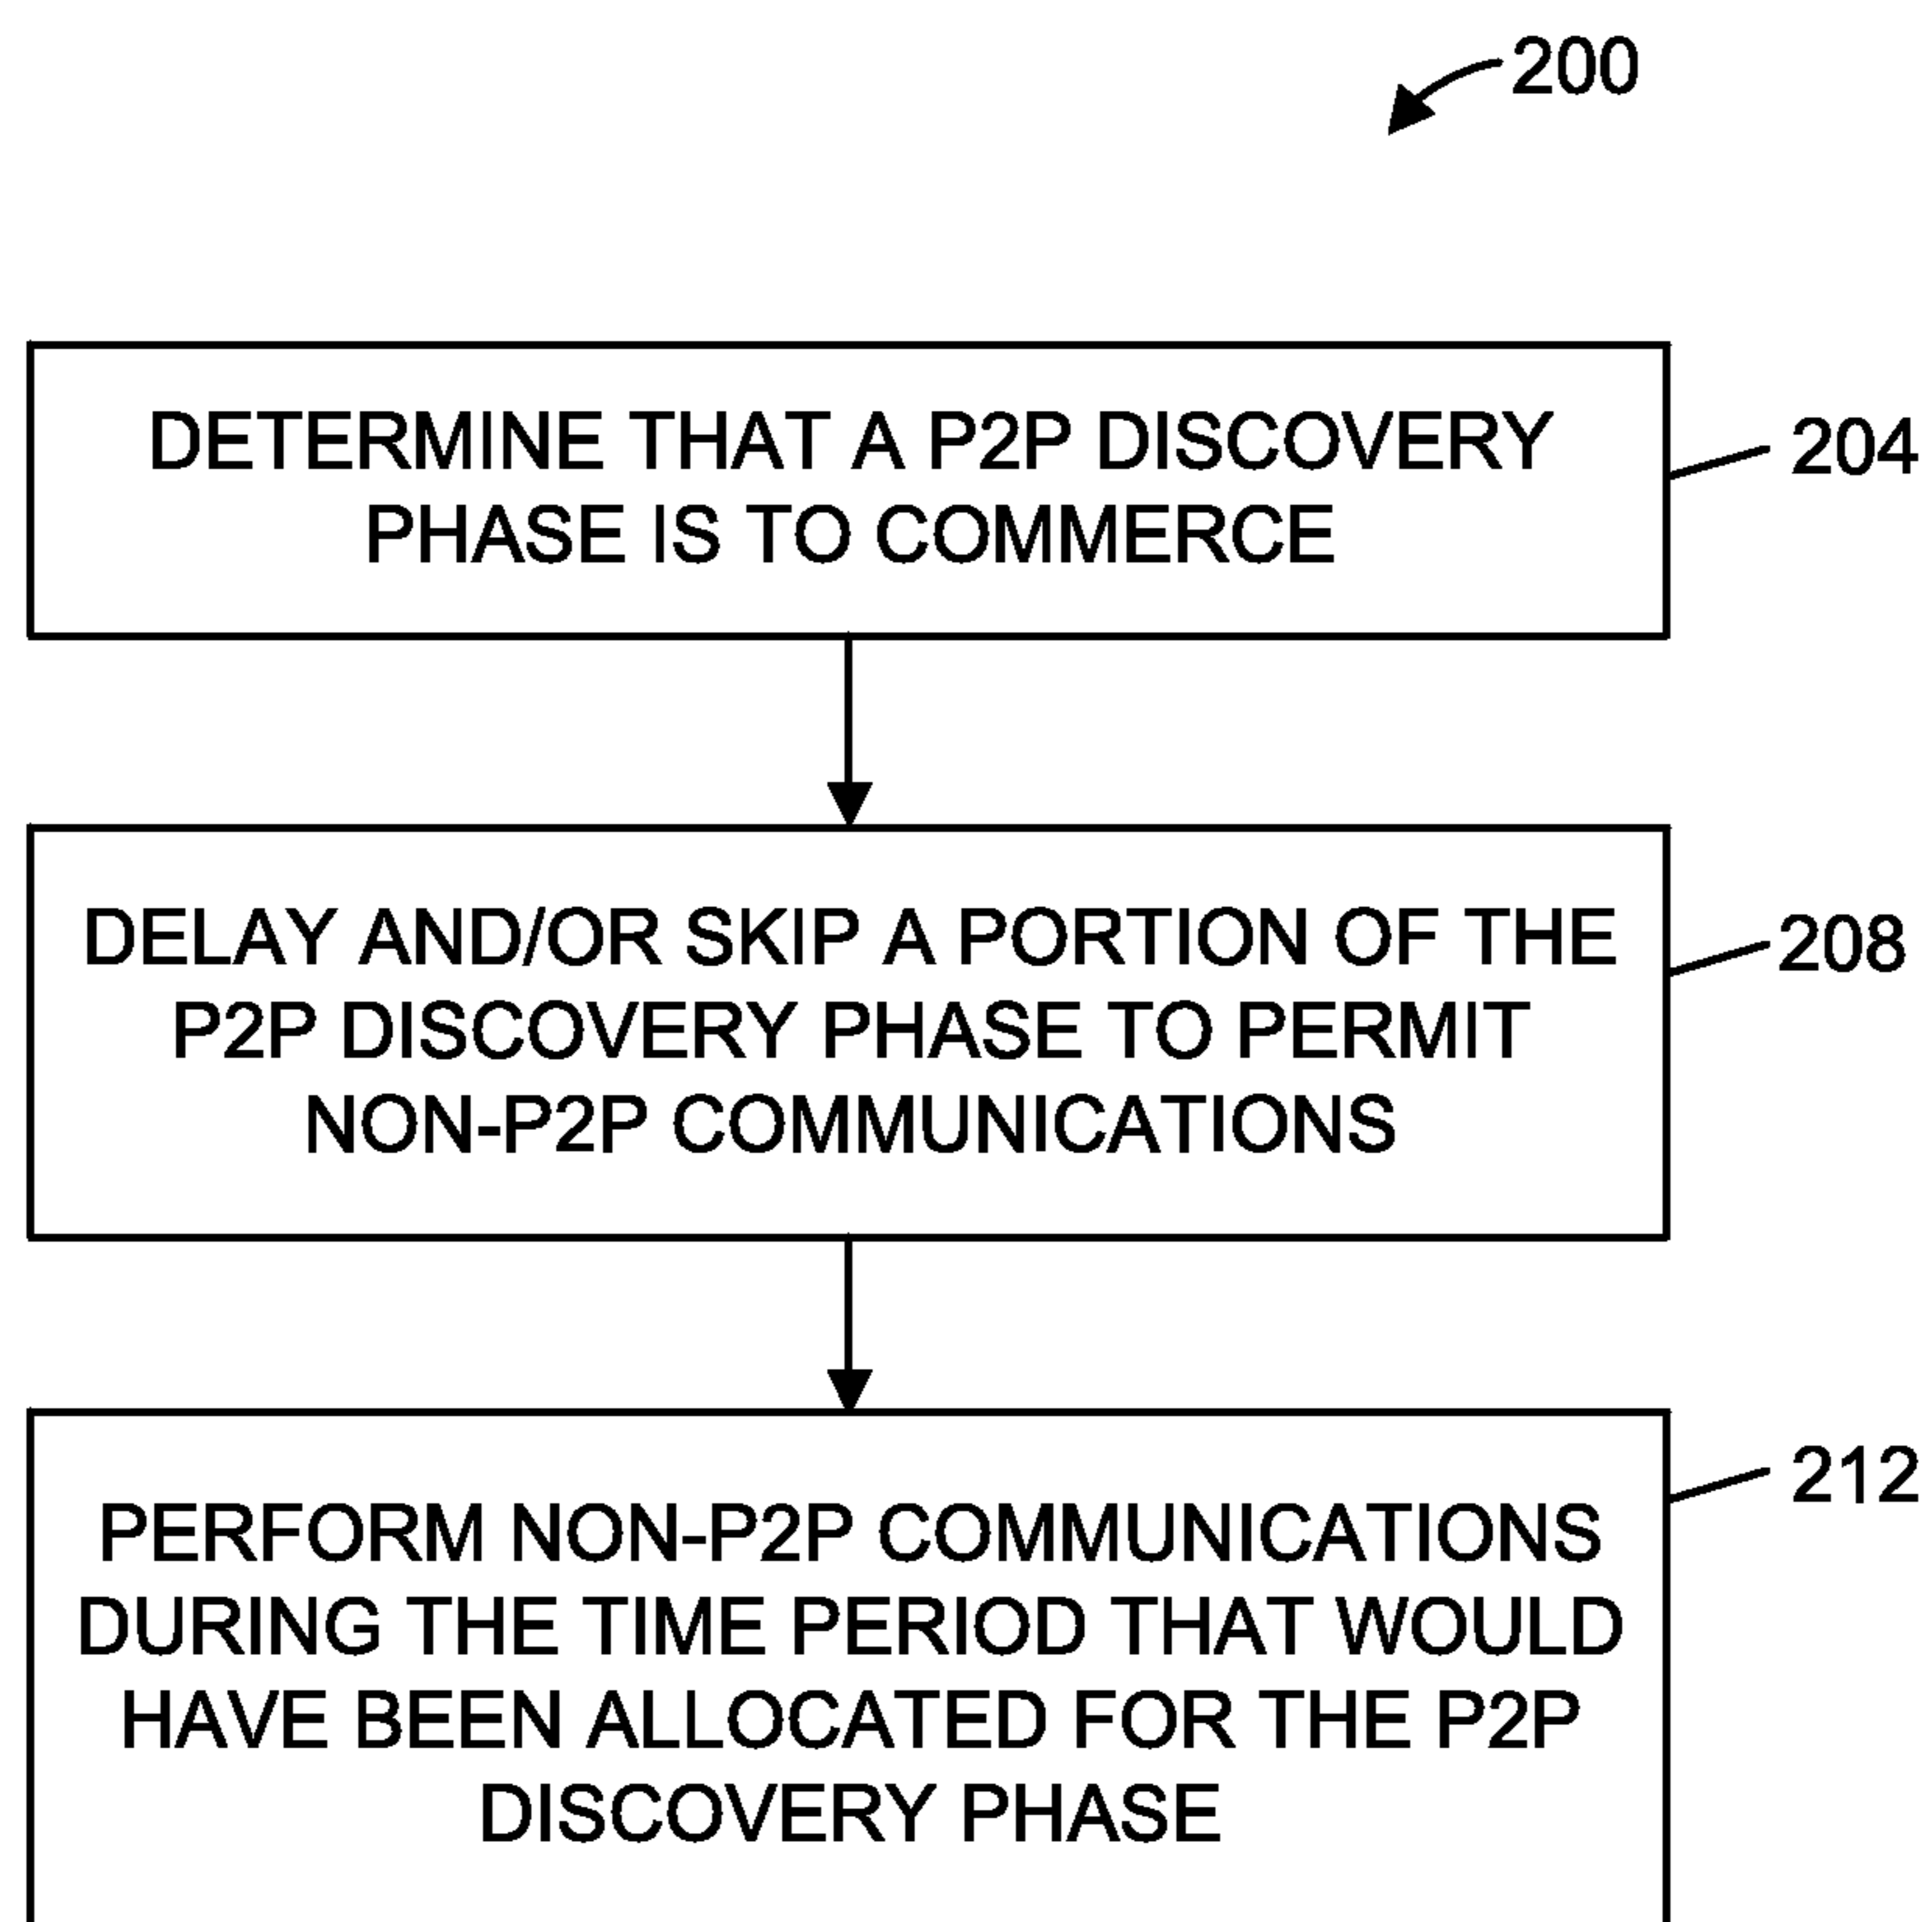 200
DETERMINE THAT A P2P DISCOVERY
PHASE IS TO COMMERCE
204
DELAY AND/OR SKIP A PORTION OF THE
P2P DISCOVERY PHASE TO PERMIT
NON-P2P COMMUNICATIONS
208
PERFORM NON-P2P COMMUNICATIONS
DURING THE TIME PERIOD THAT WOULD
HAVE BEEN ALLOCATED FOR THE P2P
DISCOVERY PHASE
212